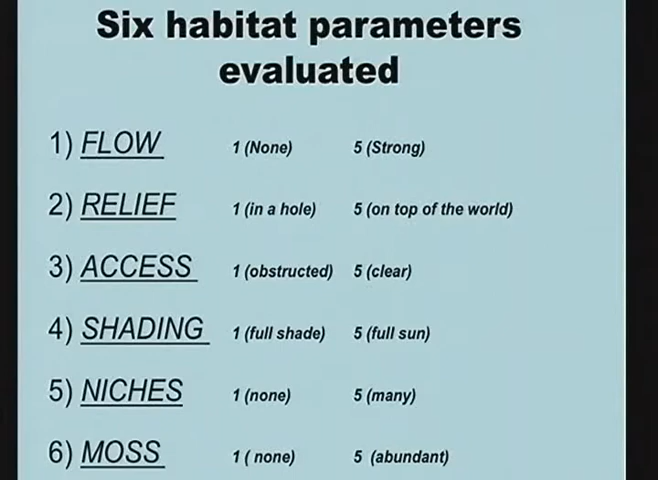 Six habitat parameters
evaluated
1) FLOW 1 (None) 5 (Strong)
2) RELIEF 1 (in a hole) 5 (on top of the world)
3) ACCESS 1 (obstructed) 5 (clear)
4) SHADING 1 (full shade) 5 (full sun)
5) NICHES 1 (none) 5 (many)
6) MOSS 1 ( none) 5 (abundant)